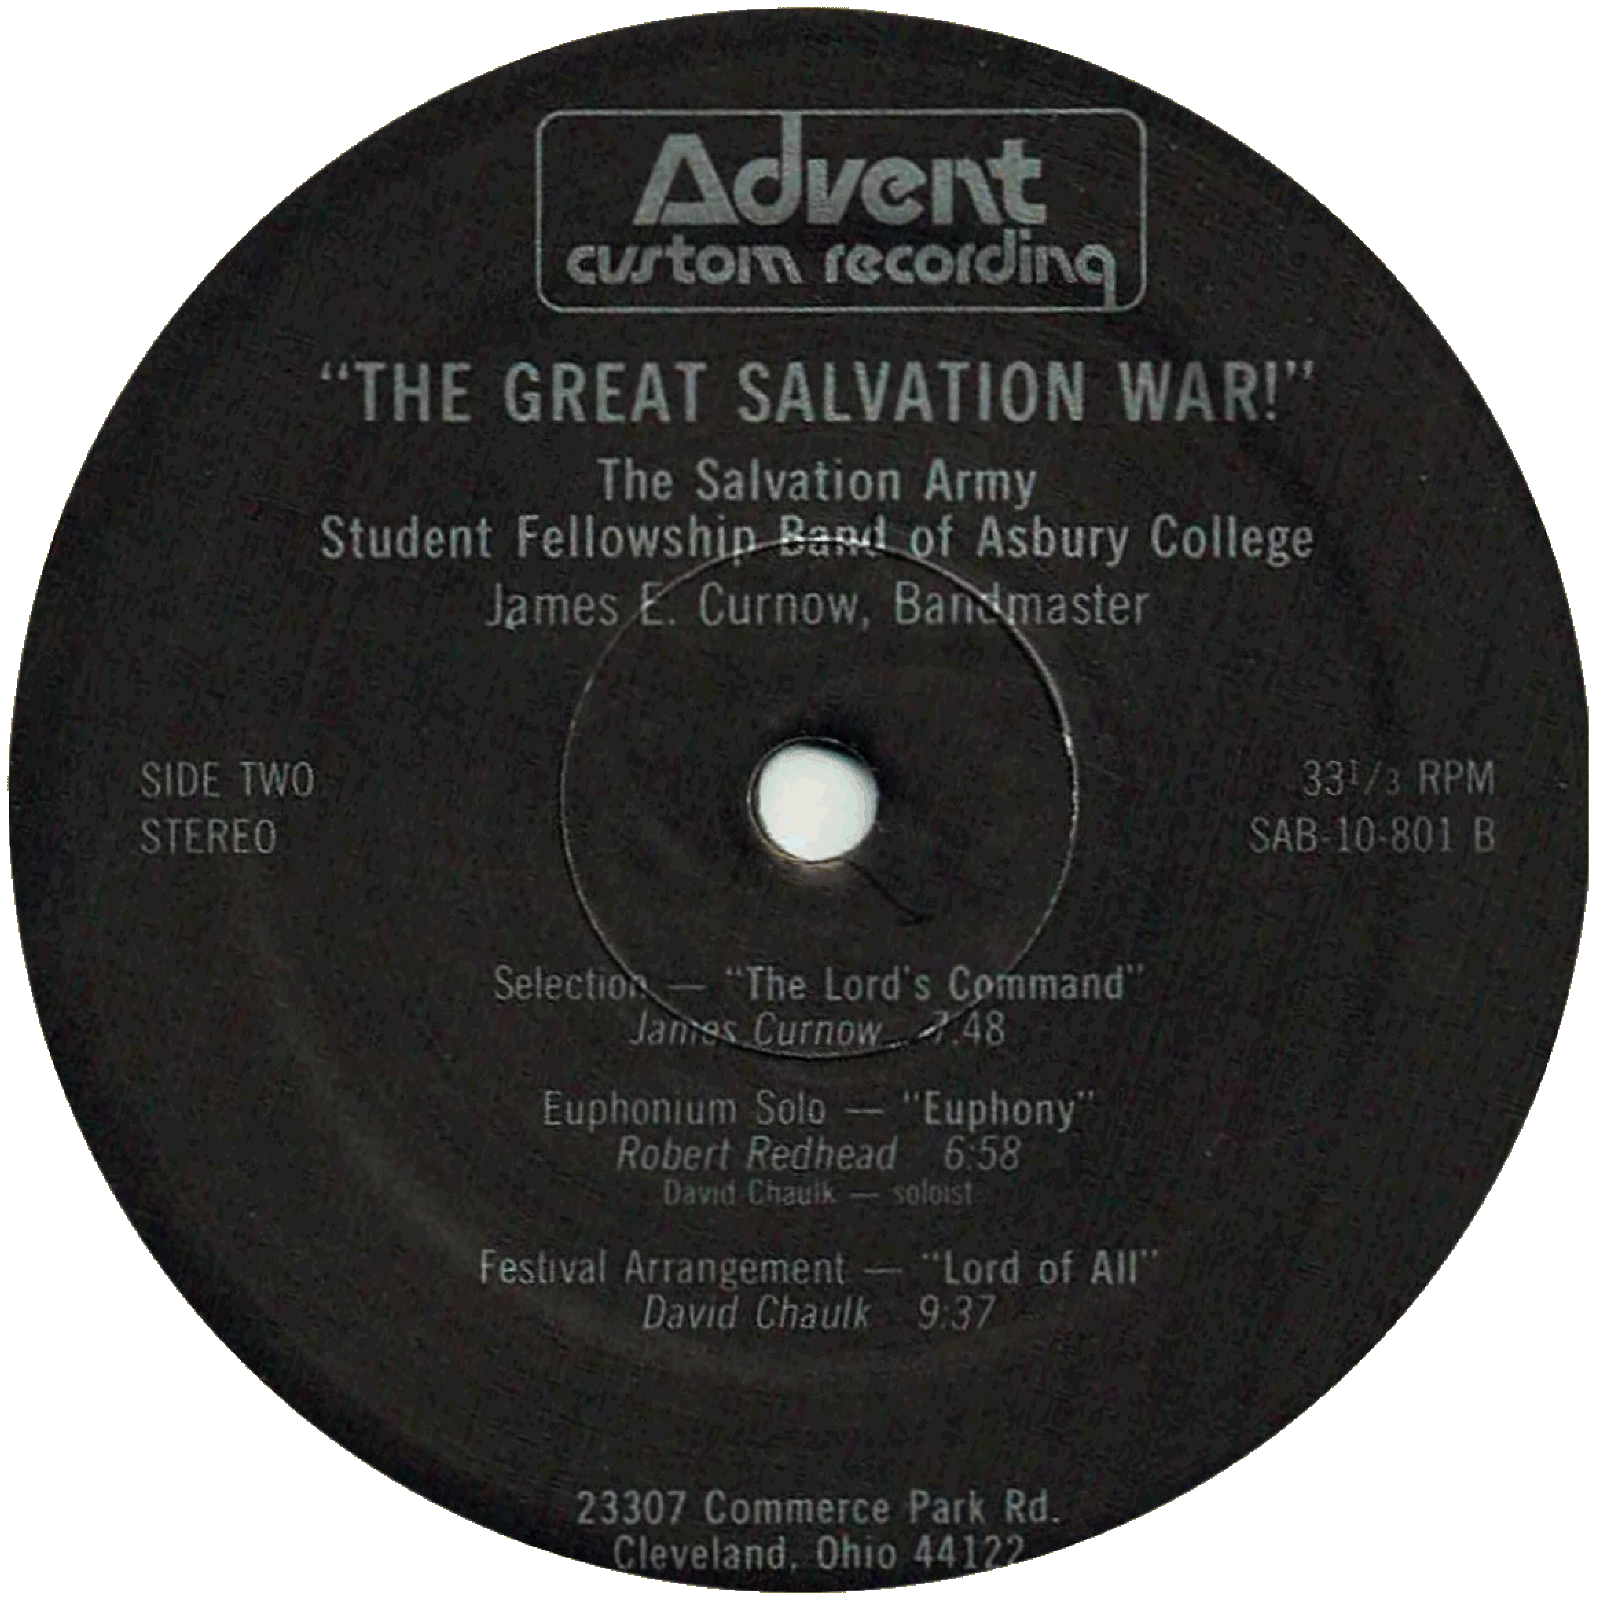 Advent
custom recording
"THE GREAT SALVATION WAR!"
The Salvation Army
Student Fellowship Band of Asbury College
James E. Curnow, Bandmaster
SIDE TWO
STEREO
33 1/3 RPM
SAB-10-801 B
Selection — "The Lord's Command"
James Curnow 7:48
Euphonium Solo — "Euphony"
Robert Redhead 6:58
David Chaulk — soloist
Festival Arrangement — "Lord of All"
David Chaulk 9:37
23307 Commerce Park Rd.
Cleveland, Ohio 44122